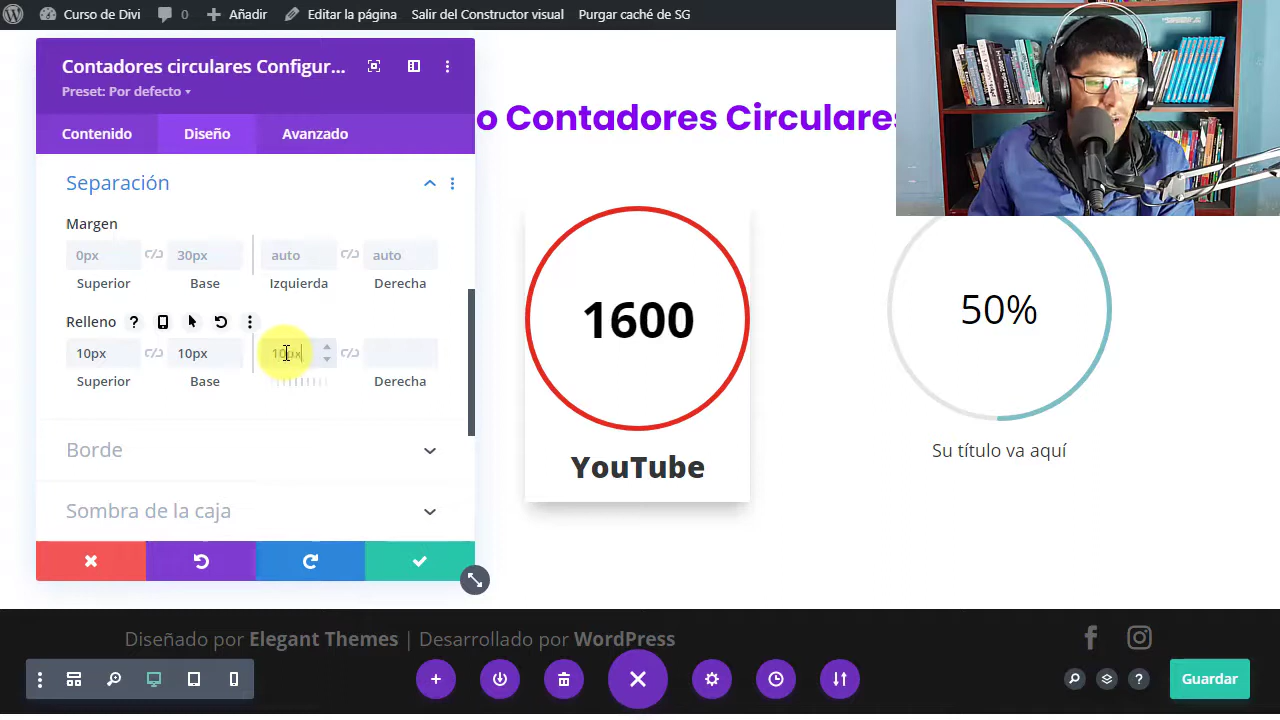 Curso de Divi
0
Añadir
Editar la página
Salir del Constructor visual
Purgar caché de SG
Contadores circulares Configur...
Preset: Por defecto
Contenido
Diseño
Avanzado
o Contadores Circulares
Separación
Margen
0px
30px
auto
auto
Superior
Base
Izquierda
Derecha
Relleno
10px
10px
10px
Superior
Base
Derecha
Borde
Sombra de la caja
1600
YouTube
50%
Su título va aquí
Diseñado por Elegant Themes | Desarrollado por WordPress
Guardar